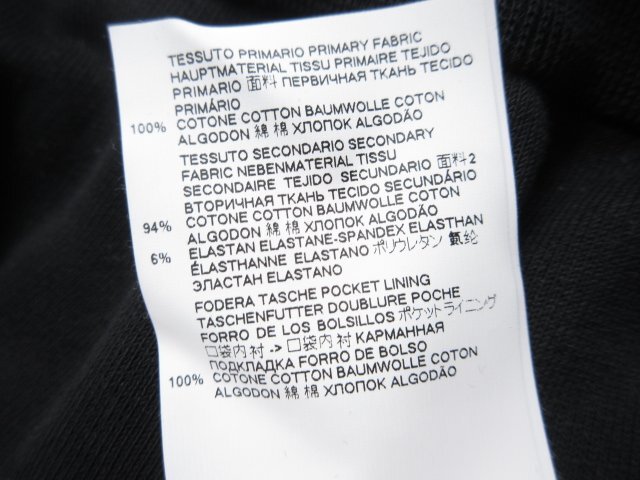 TESSUTO PRIMARIO PRIMARY FABRIC
HAUPTMATERIAL TISSU PRIMAIRE TEJIDO
PRIMARIO 面料 ПЕРВИЧНАЯ ТКАНЬ TECIDO
PRIMÁRIO
100% COTONE COTTON BAUMWOLLE COTON
ALGODON 綿 棉 ХЛОПОК ALGODÃO
TESSUTO SECONDARIO SECONDARY
FABRIC NEBENMATERIAL TISSU
SECONDAIRE TEJIDO SECUNDARIO 面料2
ВТОРИЧНАЯ ТКАНЬ TECIDO SECUNDÁRIO
94% COTONE COTTON BAUMWOLLE COTON
ALGODON 綿 棉 ХЛОПОК ALGODÃO
6% ELASTAN ELASTANE-SPANDEX ELASTHAN
ÉLASTHANNE ELASTANO ポリウレタン 氨纶
ЭЛАСТАН ELASTANO
FODERA TASCHE POCKET LINING
TASCHENFUTTER DOUBLURE POCHE
FORRO DE LOS BOLSILLOS ポケットライニング
口袋内衬 -> 口袋内衬 КАРМАННАЯ
ПОДКЛАДКА FORRO DE BOLSO
100% COTONE COTTON BAUMWOLLE COTON
ALGODON 綿 棉 ХЛОПОК ALGODÃO